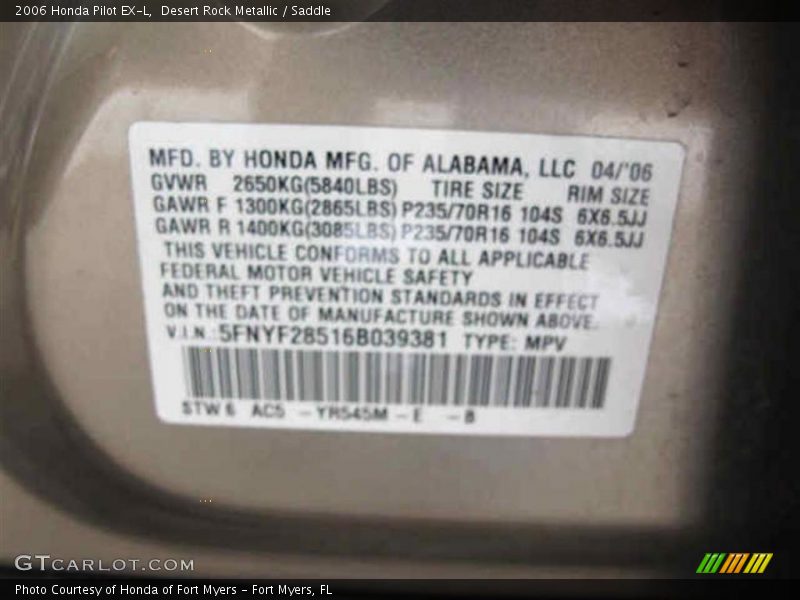 2006 Honda Pilot EX-L, Desert Rock Metallic / Saddle
MFD. BY HONDA MFG. OF ALABAMA, LLC 04/'06
GVWR 2650KG(5840LBS) TIRE SIZE RIM SIZE
GAWR F 1300KG(2865LBS) P235/70R16 104S 6X6.5JJ
GAWR R 1400KG(3085LBS) P235/70R16 104S 6X6.5JJ
THIS VEHICLE CONFORMS TO ALL APPLICABLE
FEDERAL MOTOR VEHICLE SAFETY
AND THEFT PREVENTION STANDARDS IN EFFECT
ON THE DATE OF MANUFACTURE SHOWN ABOVE.
V.I.N.:5FNYF28516B039381 TYPE: MPV
STW6 AC5 -YR545M -E -B
GTCARLOT.COM
Photo Courtesy of Honda of Fort Myers - Fort Myers, FL